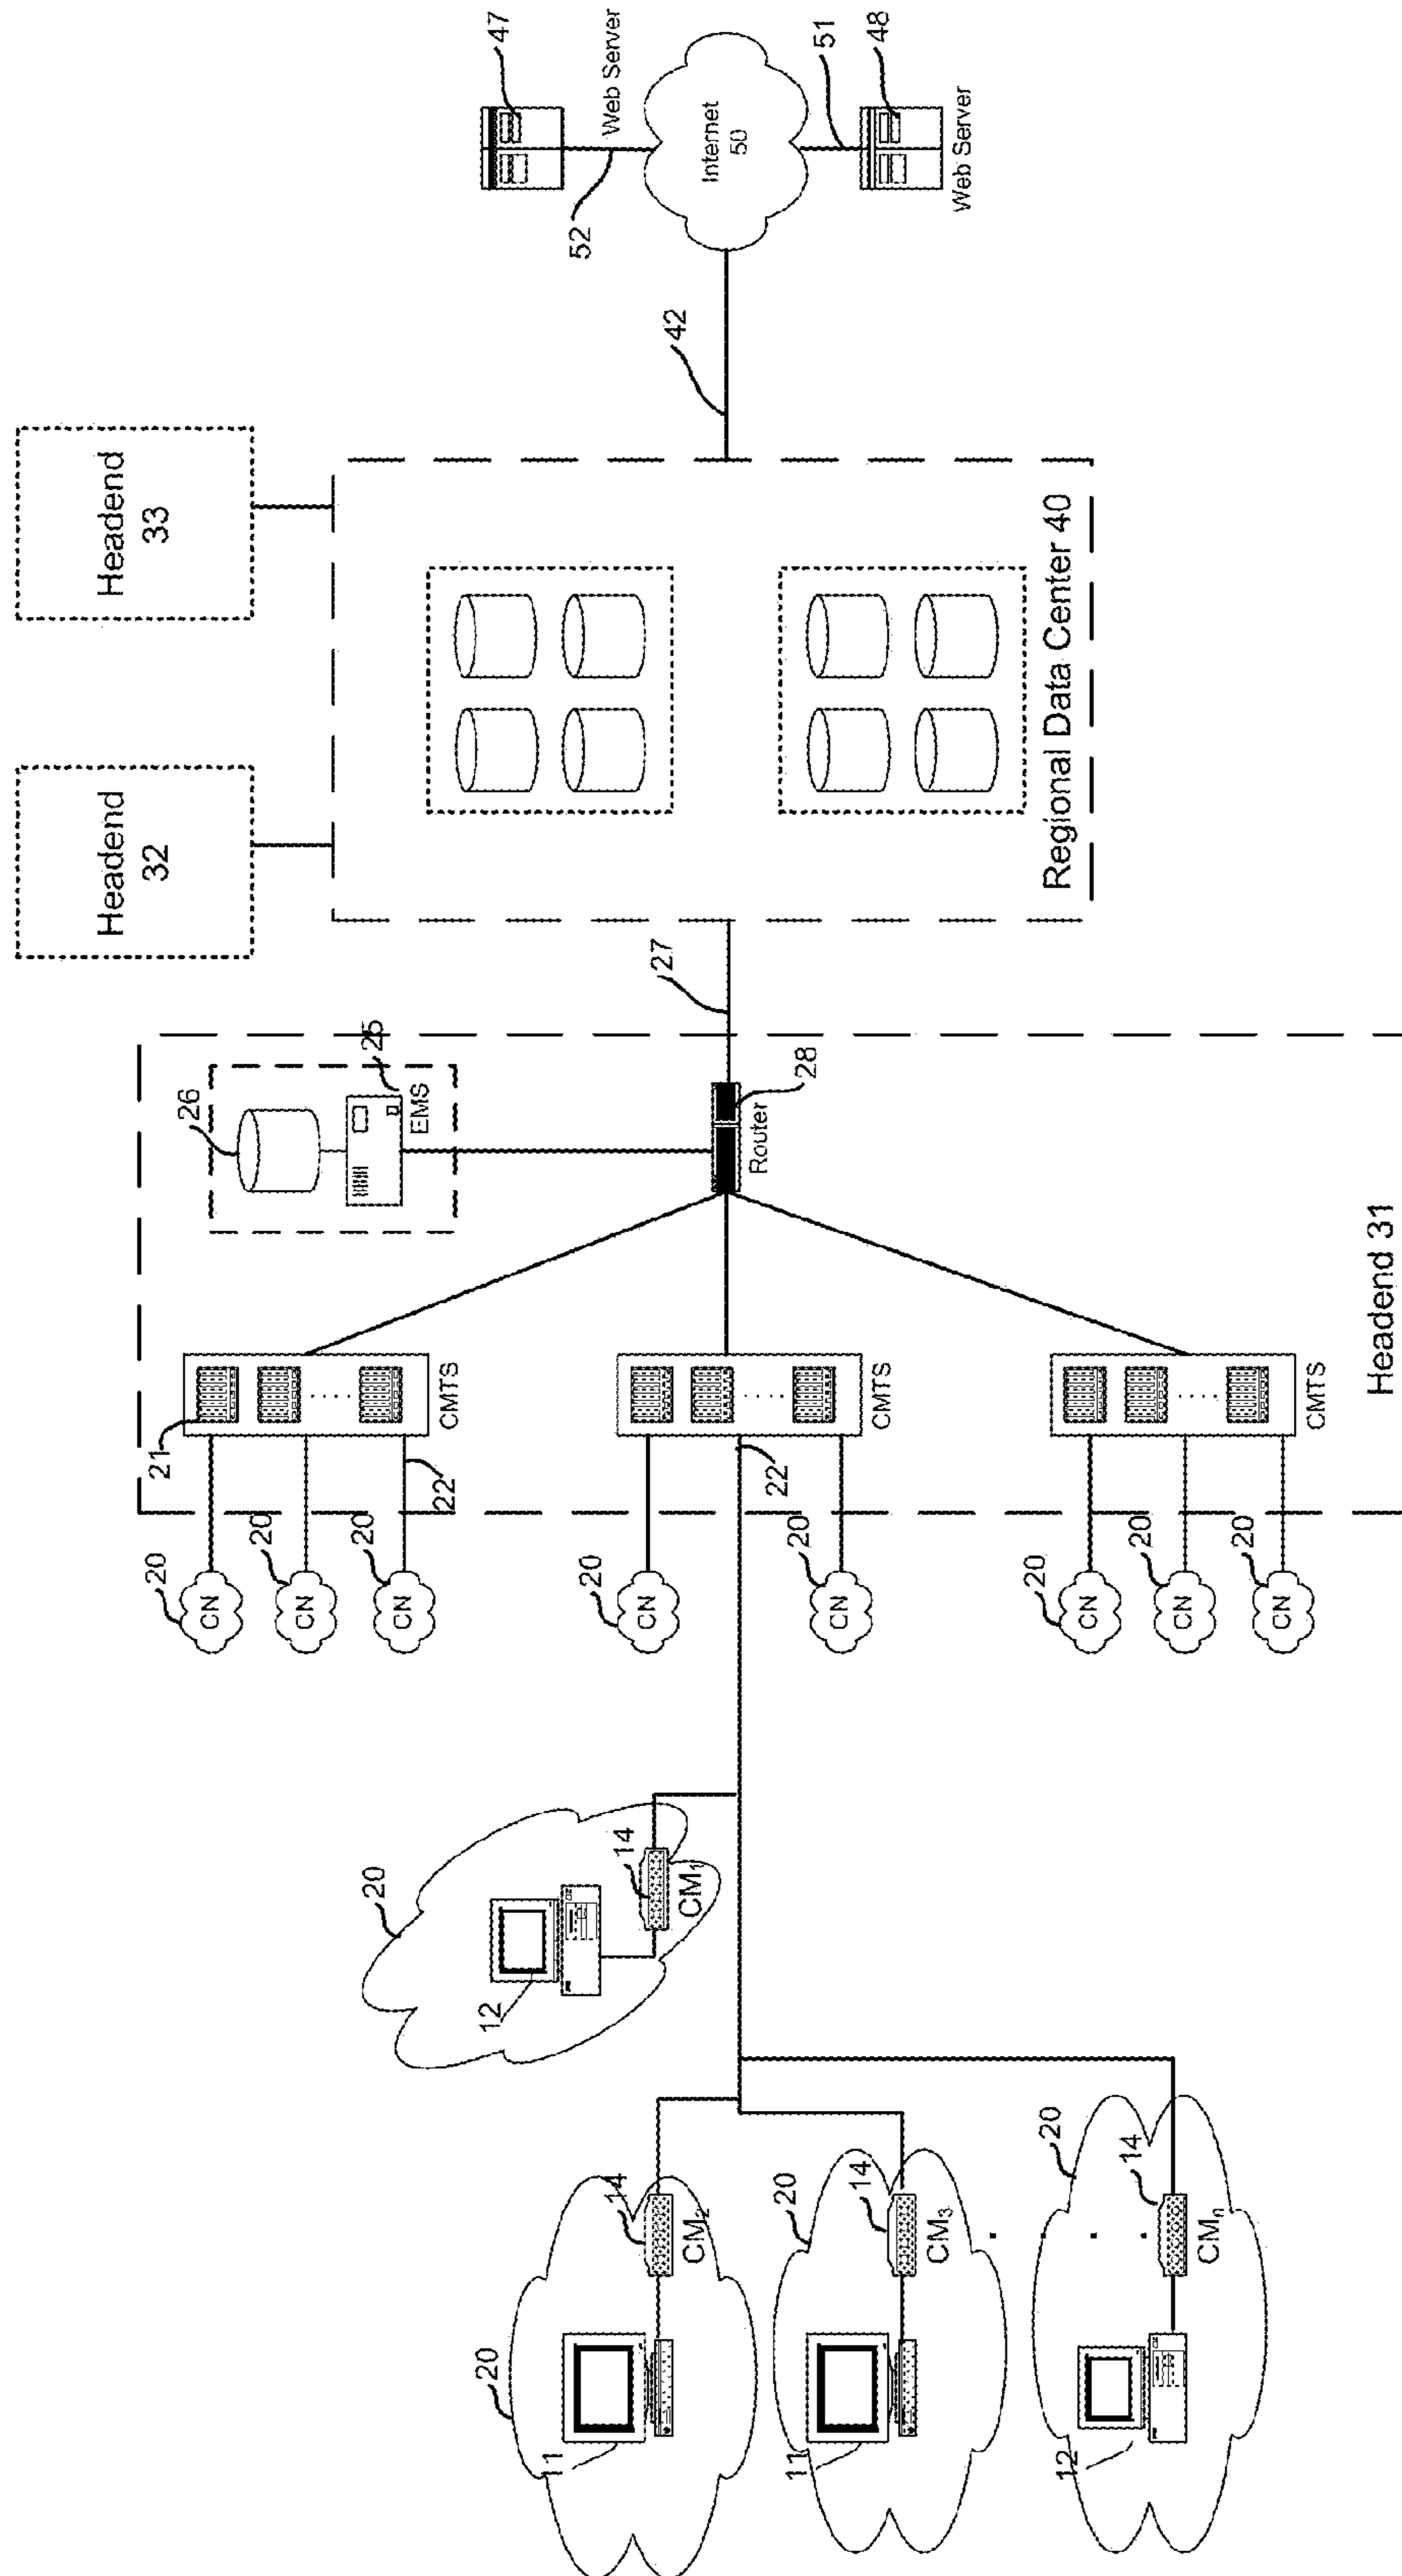 47
Web Server
52
Internet
50
51
48
Web Server
42
Headend
33
Headend
32
Regional Data Center 40
27
26
25
EMS
28
Router
Headend 31
21
CMTS
22
CMTS
22
CMTS
20
CN
20
CN
20
CN
20
CN
20
CN
20
CN
20
CN
20
CN
20
12
14
CM₁
20
11
14
CM₂
20
11
14
CM₃
. . . .
20
12
14
CMₙ